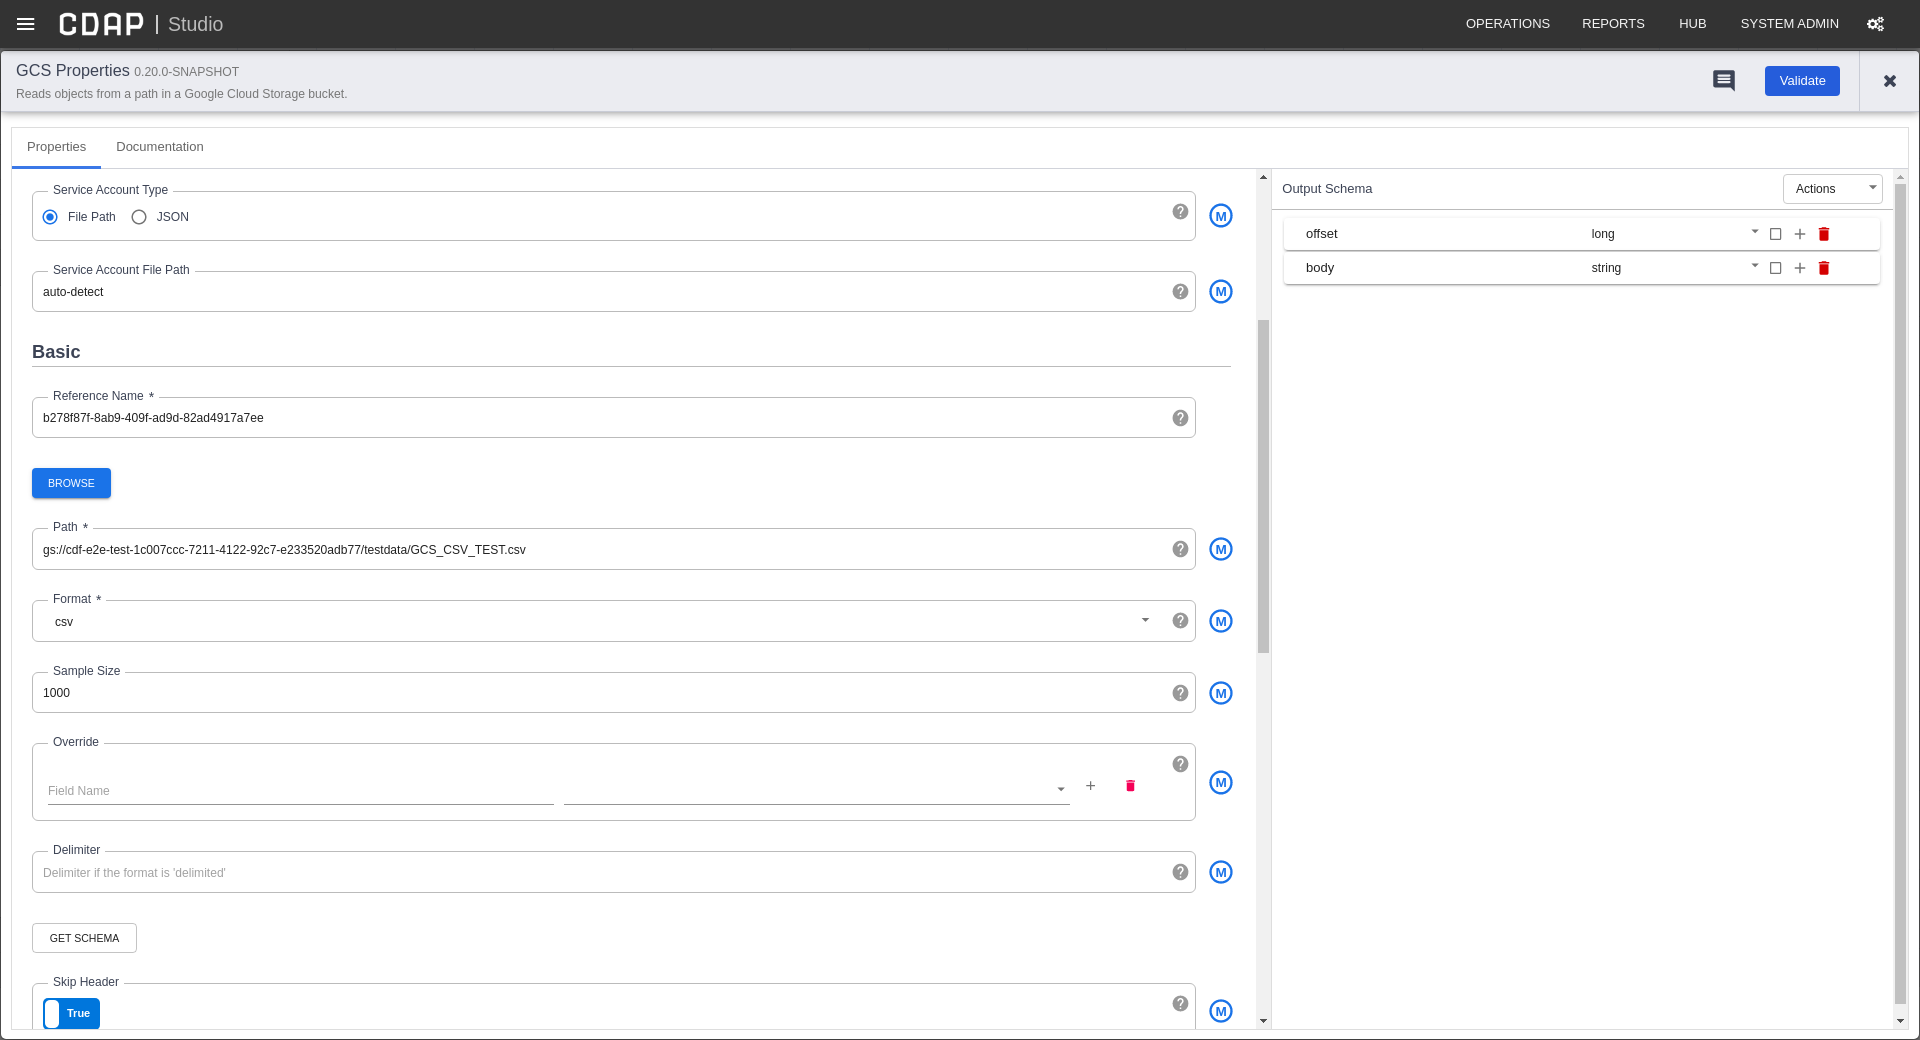 CDAP | Studio OPERATIONS REPORTS HUB SYSTEM ADMIN
GCS Properties 0.20.0-SNAPSHOT
Reads objects from a path in a Google Cloud Storage bucket.
Validate
Properties Documentation
Service Account Type
File Path JSON
M
Service Account File Path
auto-detect
M
Basic
Reference Name *
b278f87f-8ab9-409f-ad9d-82ad4917a7ee
BROWSE
Path *
gs://cdf-e2e-test-1c007ccc-7211-4122-92c7-e233520adb77/testdata/GCS_CSV_TEST.csv
M
Format *
csv
M
Sample Size
1000
M
Override
Field Name
M
Delimiter
Delimiter if the format is 'delimited'
M
GET SCHEMA
Skip Header
True
M
Output Schema Actions
offset long
body string